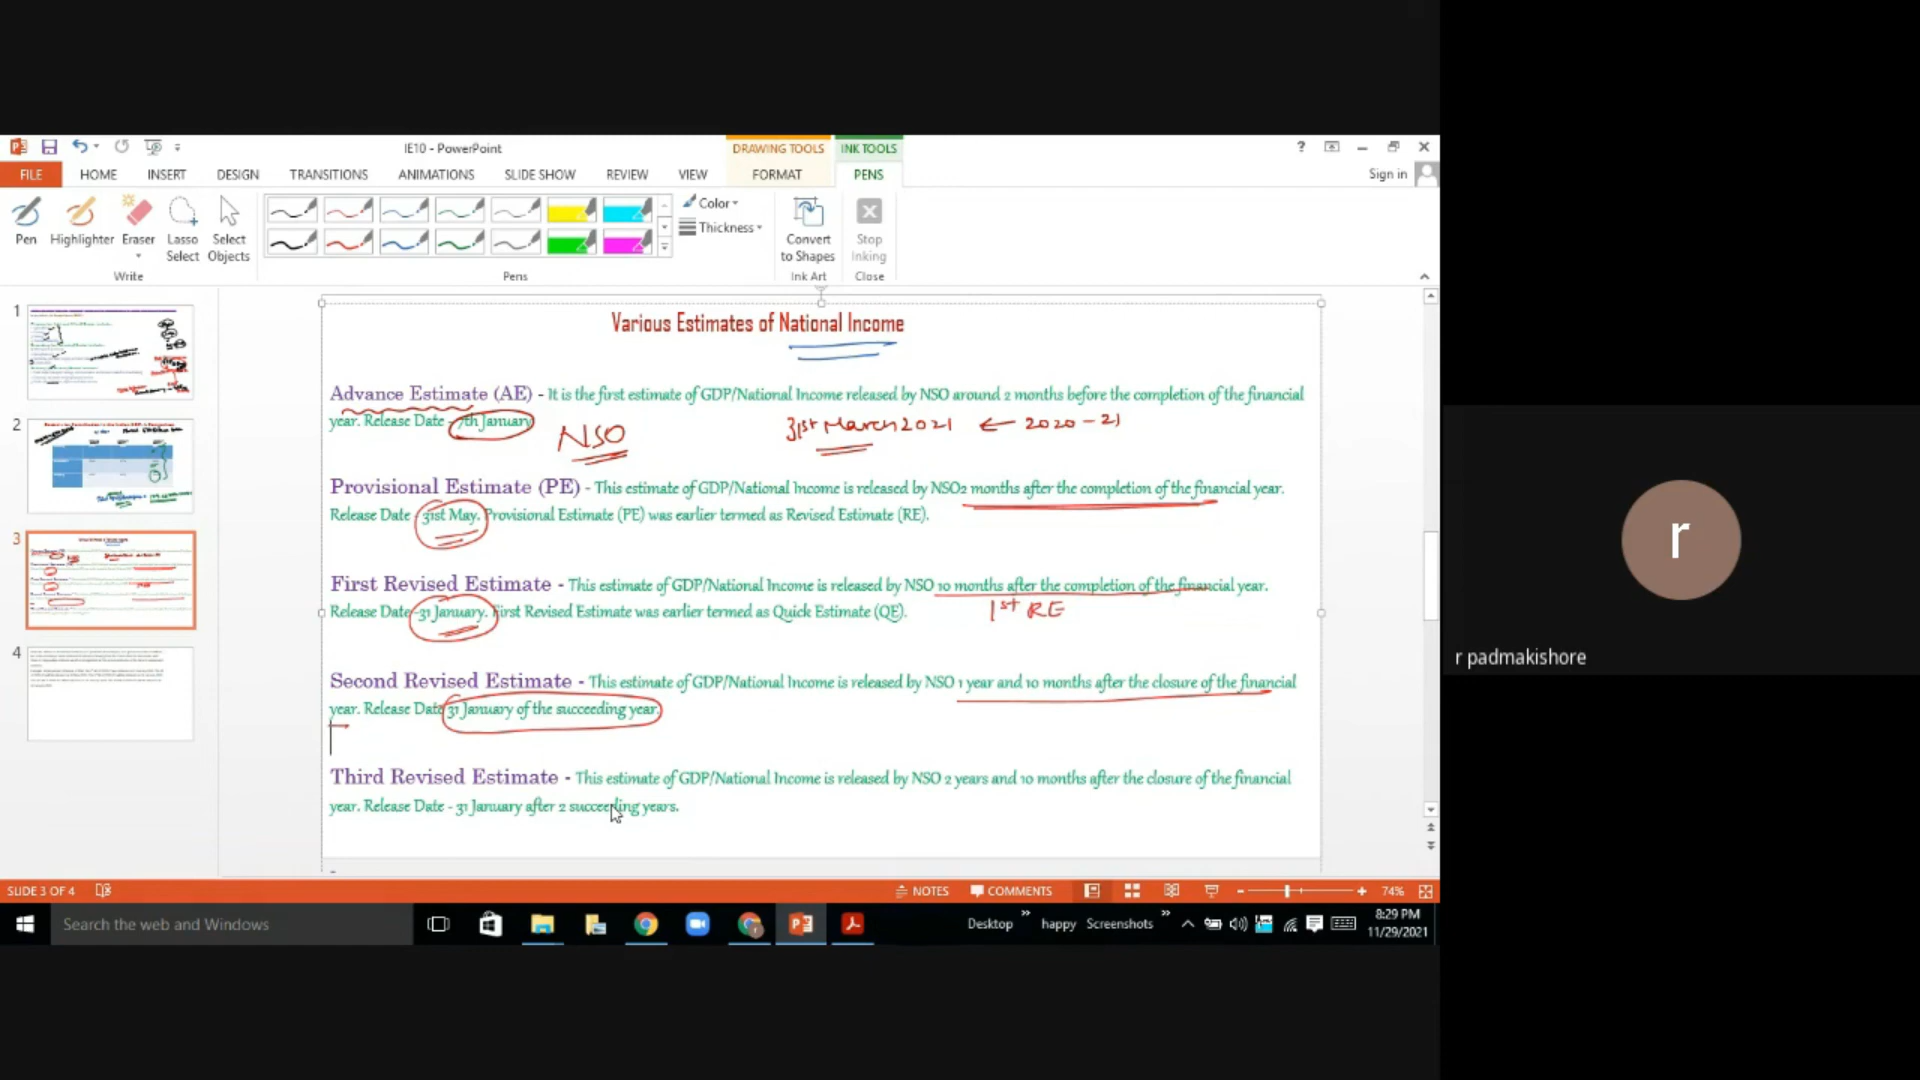 IE10 - PowerPoint
DRAWING TOOLS
INK TOOLS
?
FILE
HOME
INSERT
DESIGN
TRANSITIONS
ANIMATIONS
SLIDE SHOW
REVIEW
VIEW
FORMAT
PENS
Sign in
Pen
Highlighter
Eraser
Lasso Select
Select Objects
Color
Thickness
Convert to Shapes
Stop Inking
Write
Pens
Ink Art
Close
1
2
3
4
Various Estimates of National Income
Advance Estimate (AE) - It is the first estimate of GDP/National Income released by NSO around 2 months before the completion of the financial
year. Release Date - 7th January
NSO
31st March 2021 ← 2020-21
Provisional Estimate (PE) - This estimate of GDP/National Income is released by NSO2 months after the completion of the financial year.
Release Date - 31st May. Provisional Estimate (PE) was earlier termed as Revised Estimate (RE).
First Revised Estimate - This estimate of GDP/National Income is released by NSO 10 months after the completion of the financial year.
Release Date -31 January. First Revised Estimate was earlier termed as Quick Estimate (QE).
1st RE
Second Revised Estimate - This estimate of GDP/National Income is released by NSO 1 year and 10 months after the closure of the financial
year. Release Date 31 January of the succeeding year.
Third Revised Estimate - This estimate of GDP/National Income is released by NSO 2 years and 10 months after the closure of the financial
year. Release Date - 31 January after 2 succeeding years.
r
r padmakishore
SLIDE 3 OF 4
NOTES
COMMENTS
74%
Search the web and Windows
Desktop
happy
Screenshots
8:29 PM
11/29/2021